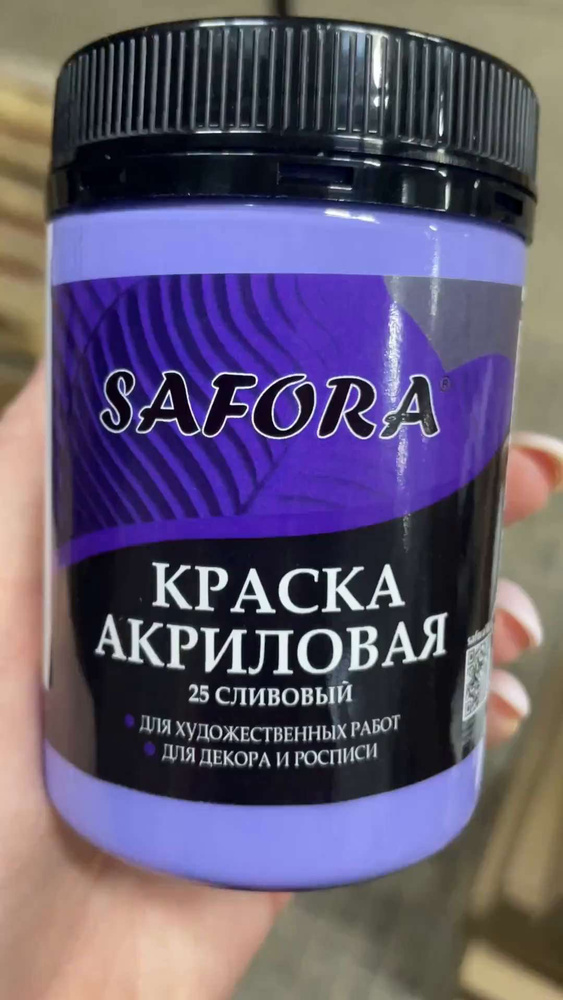 SAFORA®
КРАСКА
АКРИЛОВАЯ
25 СЛИВОВЫЙ
ДЛЯ ХУДОЖЕСТВЕННЫХ РАБОТ
ДЛЯ ДЕКОРА И РОСПИСИ